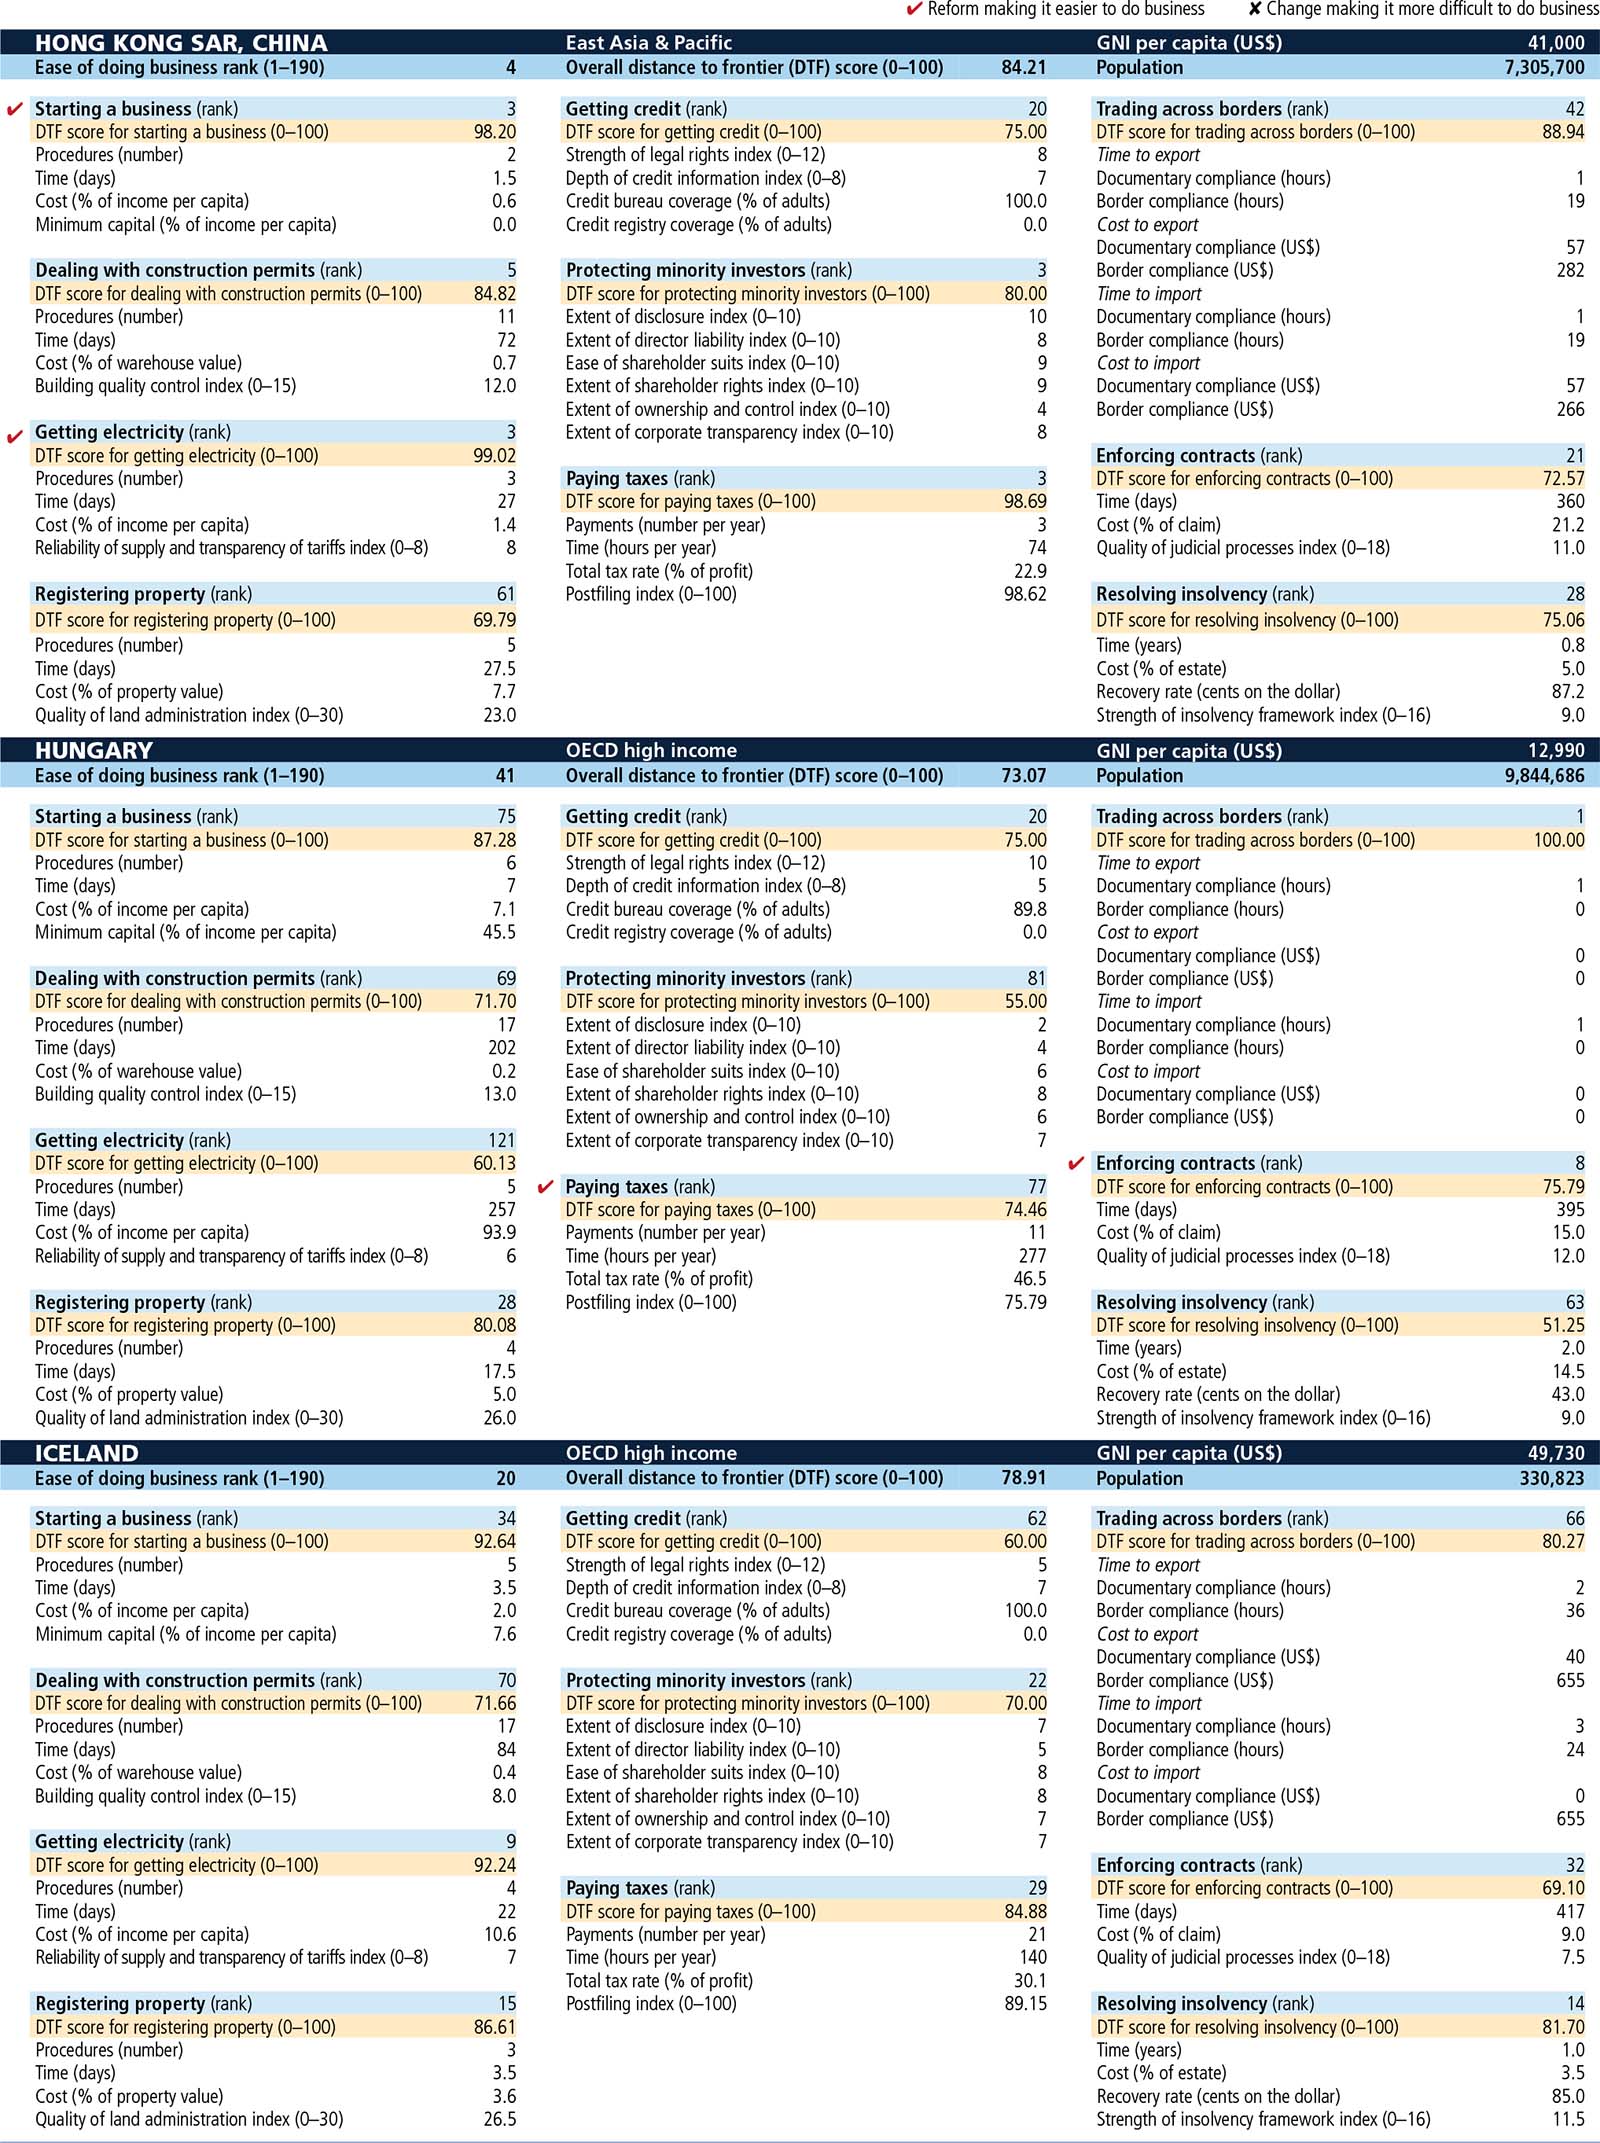 ✔ Reform making it easier to do business ✘ Change making it more difficult to do business
HONG KONG SAR, CHINA East Asia & Pacific GNI per capita (US$) 41,000
Ease of doing business rank (1–190) 4 Overall distance to frontier (DTF) score (0–100) 84.21 Population 7,305,700
✔ Starting a business (rank) 3
DTF score for starting a business (0–100) 98.20
Procedures (number) 2
Time (days) 1.5
Cost (% of income per capita) 0.6
Minimum capital (% of income per capita) 0.0
Dealing with construction permits (rank) 5
DTF score for dealing with construction permits (0–100) 84.82
Procedures (number) 11
Time (days) 72
Cost (% of warehouse value) 0.7
Building quality control index (0–15) 12.0
✔ Getting electricity (rank) 3
DTF score for getting electricity (0–100) 99.02
Procedures (number) 3
Time (days) 27
Cost (% of income per capita) 1.4
Reliability of supply and transparency of tariffs index (0–8) 8
Registering property (rank) 61
DTF score for registering property (0–100) 69.79
Procedures (number) 5
Time (days) 27.5
Cost (% of property value) 7.7
Quality of land administration index (0–30) 23.0
Getting credit (rank) 20
DTF score for getting credit (0–100) 75.00
Strength of legal rights index (0–12) 8
Depth of credit information index (0–8) 7
Credit bureau coverage (% of adults) 100.0
Credit registry coverage (% of adults) 0.0
Protecting minority investors (rank) 3
DTF score for protecting minority investors (0–100) 80.00
Extent of disclosure index (0–10) 10
Extent of director liability index (0–10) 8
Ease of shareholder suits index (0–10) 9
Extent of shareholder rights index (0–10) 9
Extent of ownership and control index (0–10) 4
Extent of corporate transparency index (0–10) 8
Paying taxes (rank) 3
DTF score for paying taxes (0–100) 98.69
Payments (number per year) 3
Time (hours per year) 74
Total tax rate (% of profit) 22.9
Postfiling index (0–100) 98.62
Trading across borders (rank) 42
DTF score for trading across borders (0–100) 88.94
Time to export
Documentary compliance (hours) 1
Border compliance (hours) 19
Cost to export
Documentary compliance (US$) 57
Border compliance (US$) 282
Time to import
Documentary compliance (hours) 1
Border compliance (hours) 19
Cost to import
Documentary compliance (US$) 57
Border compliance (US$) 266
Enforcing contracts (rank) 21
DTF score for enforcing contracts (0–100) 72.57
Time (days) 360
Cost (% of claim) 21.2
Quality of judicial processes index (0–18) 11.0
Resolving insolvency (rank) 28
DTF score for resolving insolvency (0–100) 75.06
Time (years) 0.8
Cost (% of estate) 5.0
Recovery rate (cents on the dollar) 87.2
Strength of insolvency framework index (0–16) 9.0
HUNGARY OECD high income GNI per capita (US$) 12,990
Ease of doing business rank (1–190) 41 Overall distance to frontier (DTF) score (0–100) 73.07 Population 9,844,686
Starting a business (rank) 75
DTF score for starting a business (0–100) 87.28
Procedures (number) 6
Time (days) 7
Cost (% of income per capita) 7.1
Minimum capital (% of income per capita) 45.5
Dealing with construction permits (rank) 69
DTF score for dealing with construction permits (0–100) 71.70
Procedures (number) 17
Time (days) 202
Cost (% of warehouse value) 0.2
Building quality control index (0–15) 13.0
Getting electricity (rank) 121
DTF score for getting electricity (0–100) 60.13
Procedures (number) 5
Time (days) 257
Cost (% of income per capita) 93.9
Reliability of supply and transparency of tariffs index (0–8) 6
Registering property (rank) 28
DTF score for registering property (0–100) 80.08
Procedures (number) 4
Time (days) 17.5
Cost (% of property value) 5.0
Quality of land administration index (0–30) 26.0
Getting credit (rank) 20
DTF score for getting credit (0–100) 75.00
Strength of legal rights index (0–12) 10
Depth of credit information index (0–8) 5
Credit bureau coverage (% of adults) 89.8
Credit registry coverage (% of adults) 0.0
Protecting minority investors (rank) 81
DTF score for protecting minority investors (0–100) 55.00
Extent of disclosure index (0–10) 2
Extent of director liability index (0–10) 4
Ease of shareholder suits index (0–10) 6
Extent of shareholder rights index (0–10) 8
Extent of ownership and control index (0–10) 6
Extent of corporate transparency index (0–10) 7
✔ Paying taxes (rank) 77
DTF score for paying taxes (0–100) 74.46
Payments (number per year) 11
Time (hours per year) 277
Total tax rate (% of profit) 46.5
Postfiling index (0–100) 75.79
Trading across borders (rank) 1
DTF score for trading across borders (0–100) 100.00
Time to export
Documentary compliance (hours) 1
Border compliance (hours) 0
Cost to export
Documentary compliance (US$) 0
Border compliance (US$) 0
Time to import
Documentary compliance (hours) 1
Border compliance (hours) 0
Cost to import
Documentary compliance (US$) 0
Border compliance (US$) 0
✔ Enforcing contracts (rank) 8
DTF score for enforcing contracts (0–100) 75.79
Time (days) 395
Cost (% of claim) 15.0
Quality of judicial processes index (0–18) 12.0
Resolving insolvency (rank) 63
DTF score for resolving insolvency (0–100) 51.25
Time (years) 2.0
Cost (% of estate) 14.5
Recovery rate (cents on the dollar) 43.0
Strength of insolvency framework index (0–16) 9.0
ICELAND OECD high income GNI per capita (US$) 49,730
Ease of doing business rank (1–190) 20 Overall distance to frontier (DTF) score (0–100) 78.91 Population 330,823
Starting a business (rank) 34
DTF score for starting a business (0–100) 92.64
Procedures (number) 5
Time (days) 3.5
Cost (% of income per capita) 2.0
Minimum capital (% of income per capita) 7.6
Dealing with construction permits (rank) 70
DTF score for dealing with construction permits (0–100) 71.66
Procedures (number) 17
Time (days) 84
Cost (% of warehouse value) 0.4
Building quality control index (0–15) 8.0
Getting electricity (rank) 9
DTF score for getting electricity (0–100) 92.24
Procedures (number) 4
Time (days) 22
Cost (% of income per capita) 10.6
Reliability of supply and transparency of tariffs index (0–8) 7
Registering property (rank) 15
DTF score for registering property (0–100) 86.61
Procedures (number) 3
Time (days) 3.5
Cost (% of property value) 3.6
Quality of land administration index (0–30) 26.5
Getting credit (rank) 62
DTF score for getting credit (0–100) 60.00
Strength of legal rights index (0–12) 5
Depth of credit information index (0–8) 7
Credit bureau coverage (% of adults) 100.0
Credit registry coverage (% of adults) 0.0
Protecting minority investors (rank) 22
DTF score for protecting minority investors (0–100) 70.00
Extent of disclosure index (0–10) 7
Extent of director liability index (0–10) 5
Ease of shareholder suits index (0–10) 8
Extent of shareholder rights index (0–10) 8
Extent of ownership and control index (0–10) 7
Extent of corporate transparency index (0–10) 7
Paying taxes (rank) 29
DTF score for paying taxes (0–100) 84.88
Payments (number per year) 21
Time (hours per year) 140
Total tax rate (% of profit) 30.1
Postfiling index (0–100) 89.15
Trading across borders (rank) 66
DTF score for trading across borders (0–100) 80.27
Time to export
Documentary compliance (hours) 2
Border compliance (hours) 36
Cost to export
Documentary compliance (US$) 40
Border compliance (US$) 655
Time to import
Documentary compliance (hours) 3
Border compliance (hours) 24
Cost to import
Documentary compliance (US$) 0
Border compliance (US$) 655
Enforcing contracts (rank) 32
DTF score for enforcing contracts (0–100) 69.10
Time (days) 417
Cost (% of claim) 9.0
Quality of judicial processes index (0–18) 7.5
Resolving insolvency (rank) 14
DTF score for resolving insolvency (0–100) 81.70
Time (years) 1.0
Cost (% of estate) 3.5
Recovery rate (cents on the dollar) 85.0
Strength of insolvency framework index (0–16) 11.5